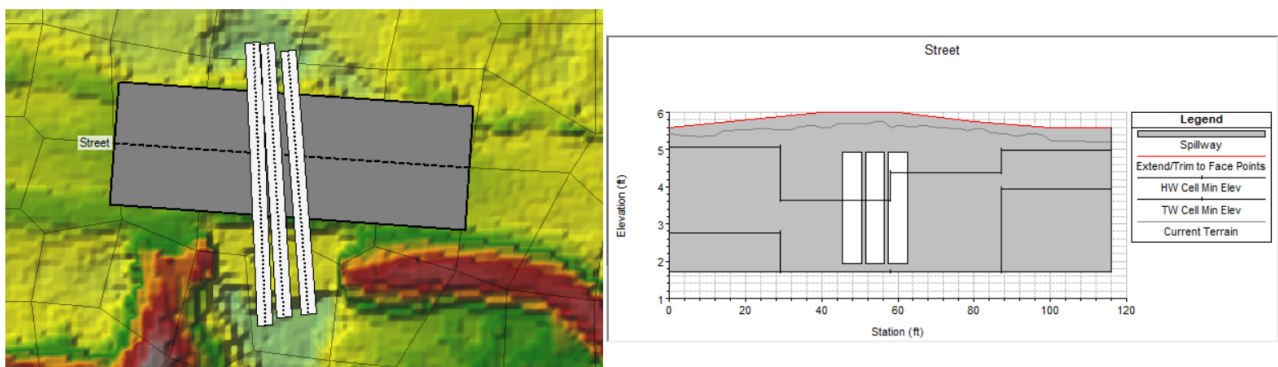 Street
Street
Elevation (ft)
6
5
4
3
2
1
0
20
40
60
80
100
120
Station (ft)
Legend
Spillway
Extend/Trim to Face Points
HW Cell Min Elev
TW Cell Min Elev
Current Terrain